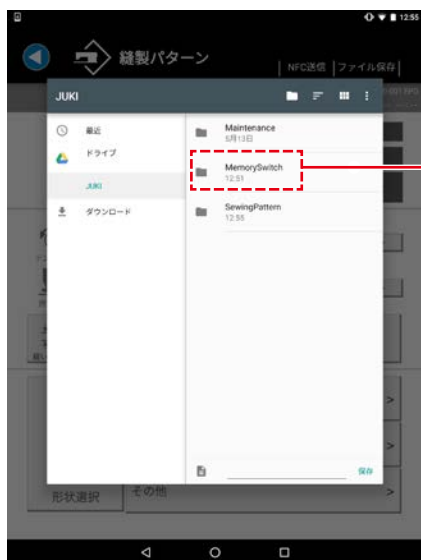 12:55
縫製パターン
NFC送信
ファイル保存
JUKI
最近
ドライブ
JUKI
ダウンロード
Maintenance
5月13日
MemorySwitch
12:51
SewingPattern
12:55
保存
形状選択
その他